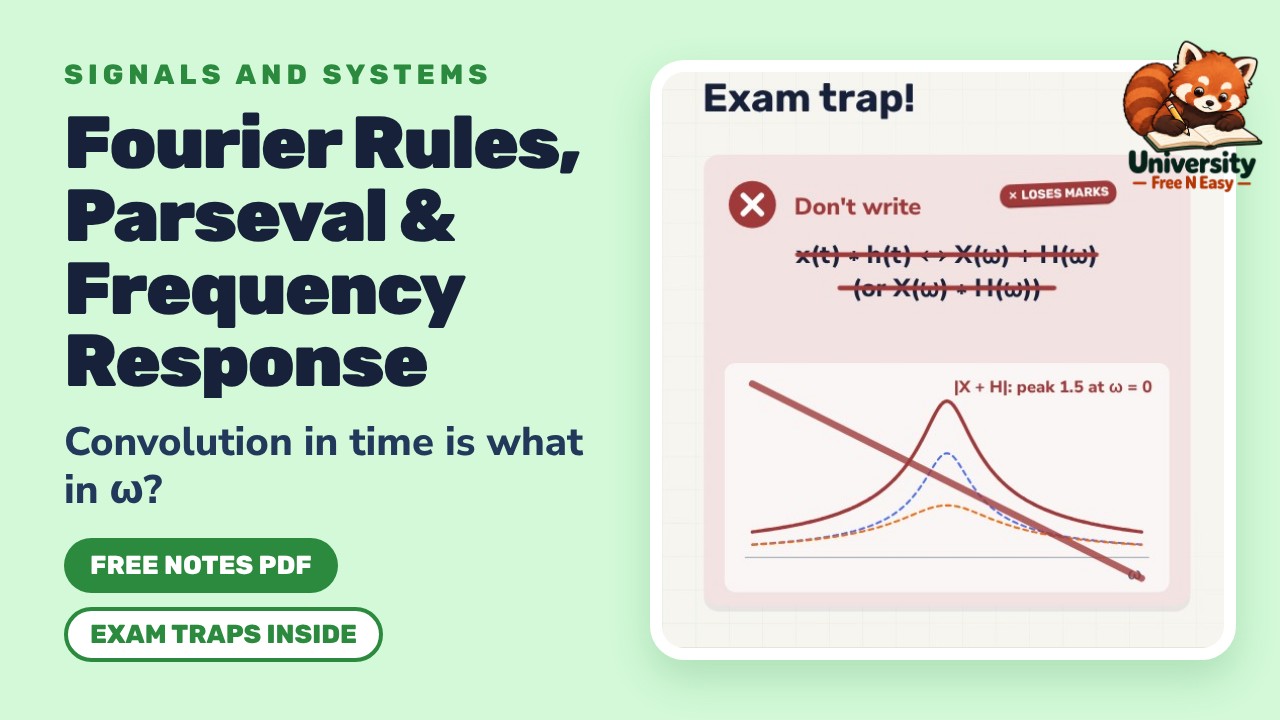 SIGNALS AND SYSTEMS
Fourier Rules,
Parseval &
Frequency
Response
Convolution in time is what
in ω?
FREE NOTES PDF
EXAM TRAPS INSIDE
Exam trap!
University
Free N Easy
Don't write
× LOSES MARKS
x(t) * h(t) ↔ X(ω) + H(ω)
(or X(ω) * H(ω))
|X + H|: peak 1.5 at ω = 0
ω